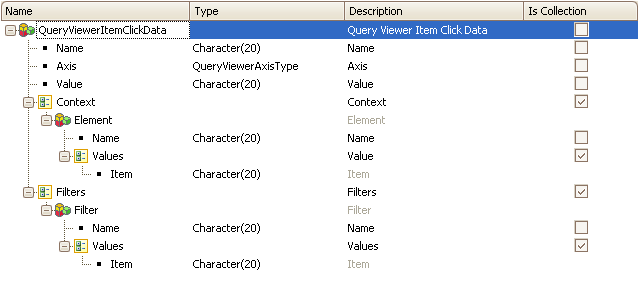 Name Type Description Is Collection
QueryViewerItemClickData Query Viewer Item Click Data
Name Character(20) Name
Axis QueryViewerAxisType Axis
Value Character(20) Value
Context Context
Element Element
Name Character(20) Name
Values Value
Item Character(20) Item
Filters Filters
Filter Filter
Name Character(20) Name
Values Values
Item Character(20) Item